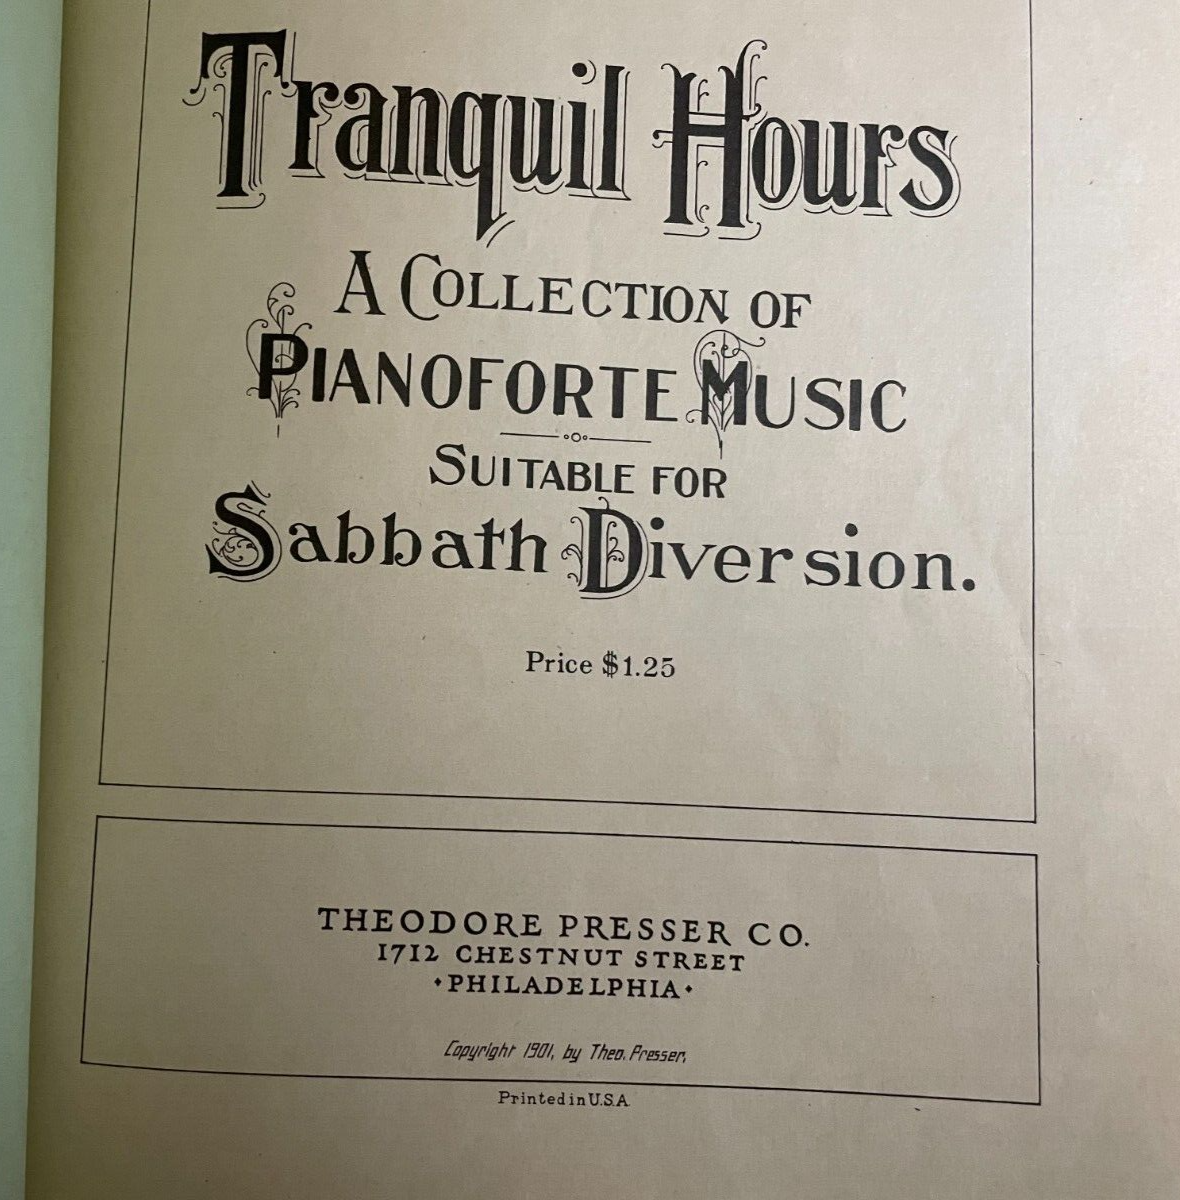 Tranquil Hours
A COLLECTION OF
PIANOFORTE MUSIC
SUITABLE FOR
Sabbath Diversion.
Price $1.25
THEODORE PRESSER CO.
1712 CHESTNUT STREET
⬩PHILADELPHIA⬩
Copyright 1901, by Theo. Presser,
Printed in U.S.A.